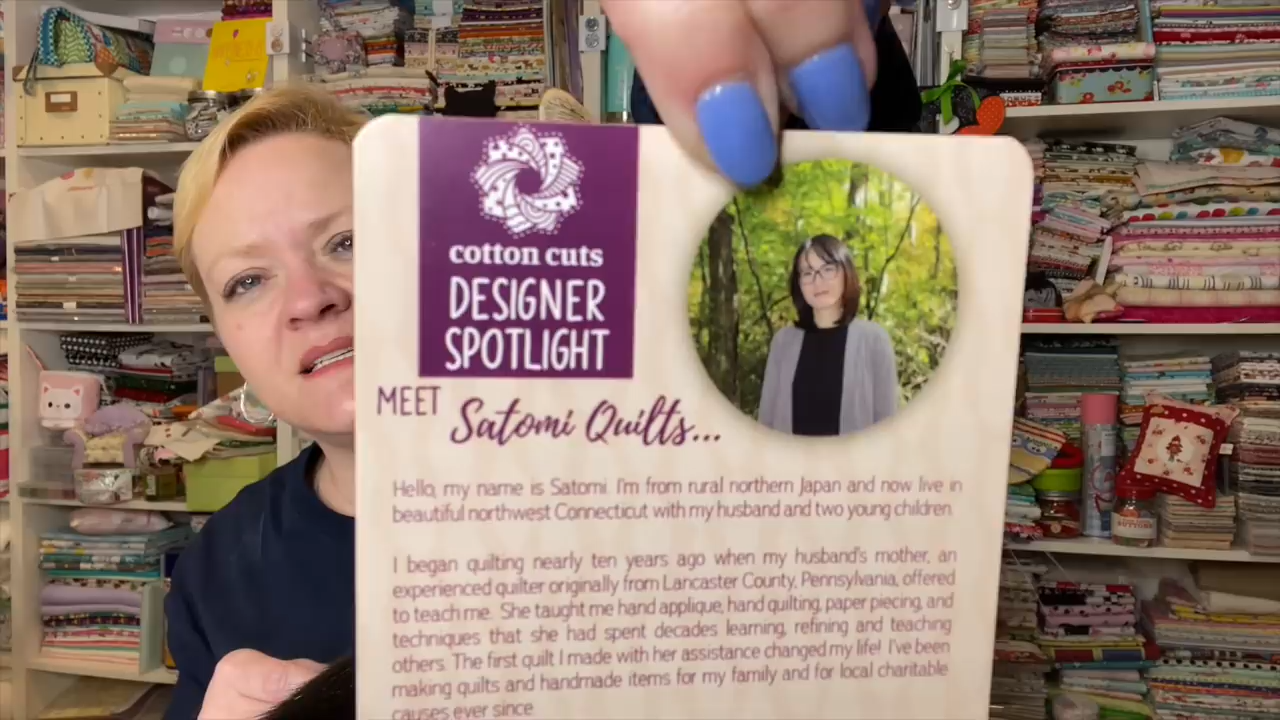 cotton cuts
DESIGNER
SPOTLIGHT
MEET Satomi Quilts...
Hello, my name is Satomi. I'm from rural northern Japan and now live in
beautiful northwest Connecticut with my husband and two young children.
I began quilting nearly ten years ago when my husband's mother, an
experienced quilter originally from Lancaster County, Pennsylvania, offered
to teach me. She taught me hand applique, hand quilting, paper piecing, and
techniques that she had spent decades learning, refining and teaching
others. The first quilt I made with her assistance changed my life! I've been
making quilts and handmade items for my family and for local charitable
causes ever since.